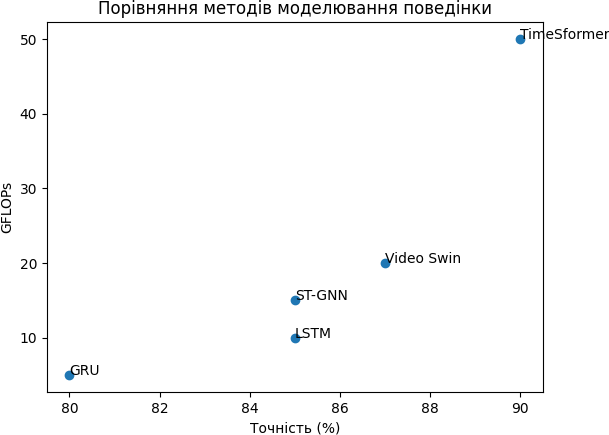 Порівняння методів моделювання поведінки
50
TimeSformer
40
30
GFLOPs
20
Video Swin
ST-GNN
10
LSTM
GRU
80
82
84
86
88
90
Точність (%)